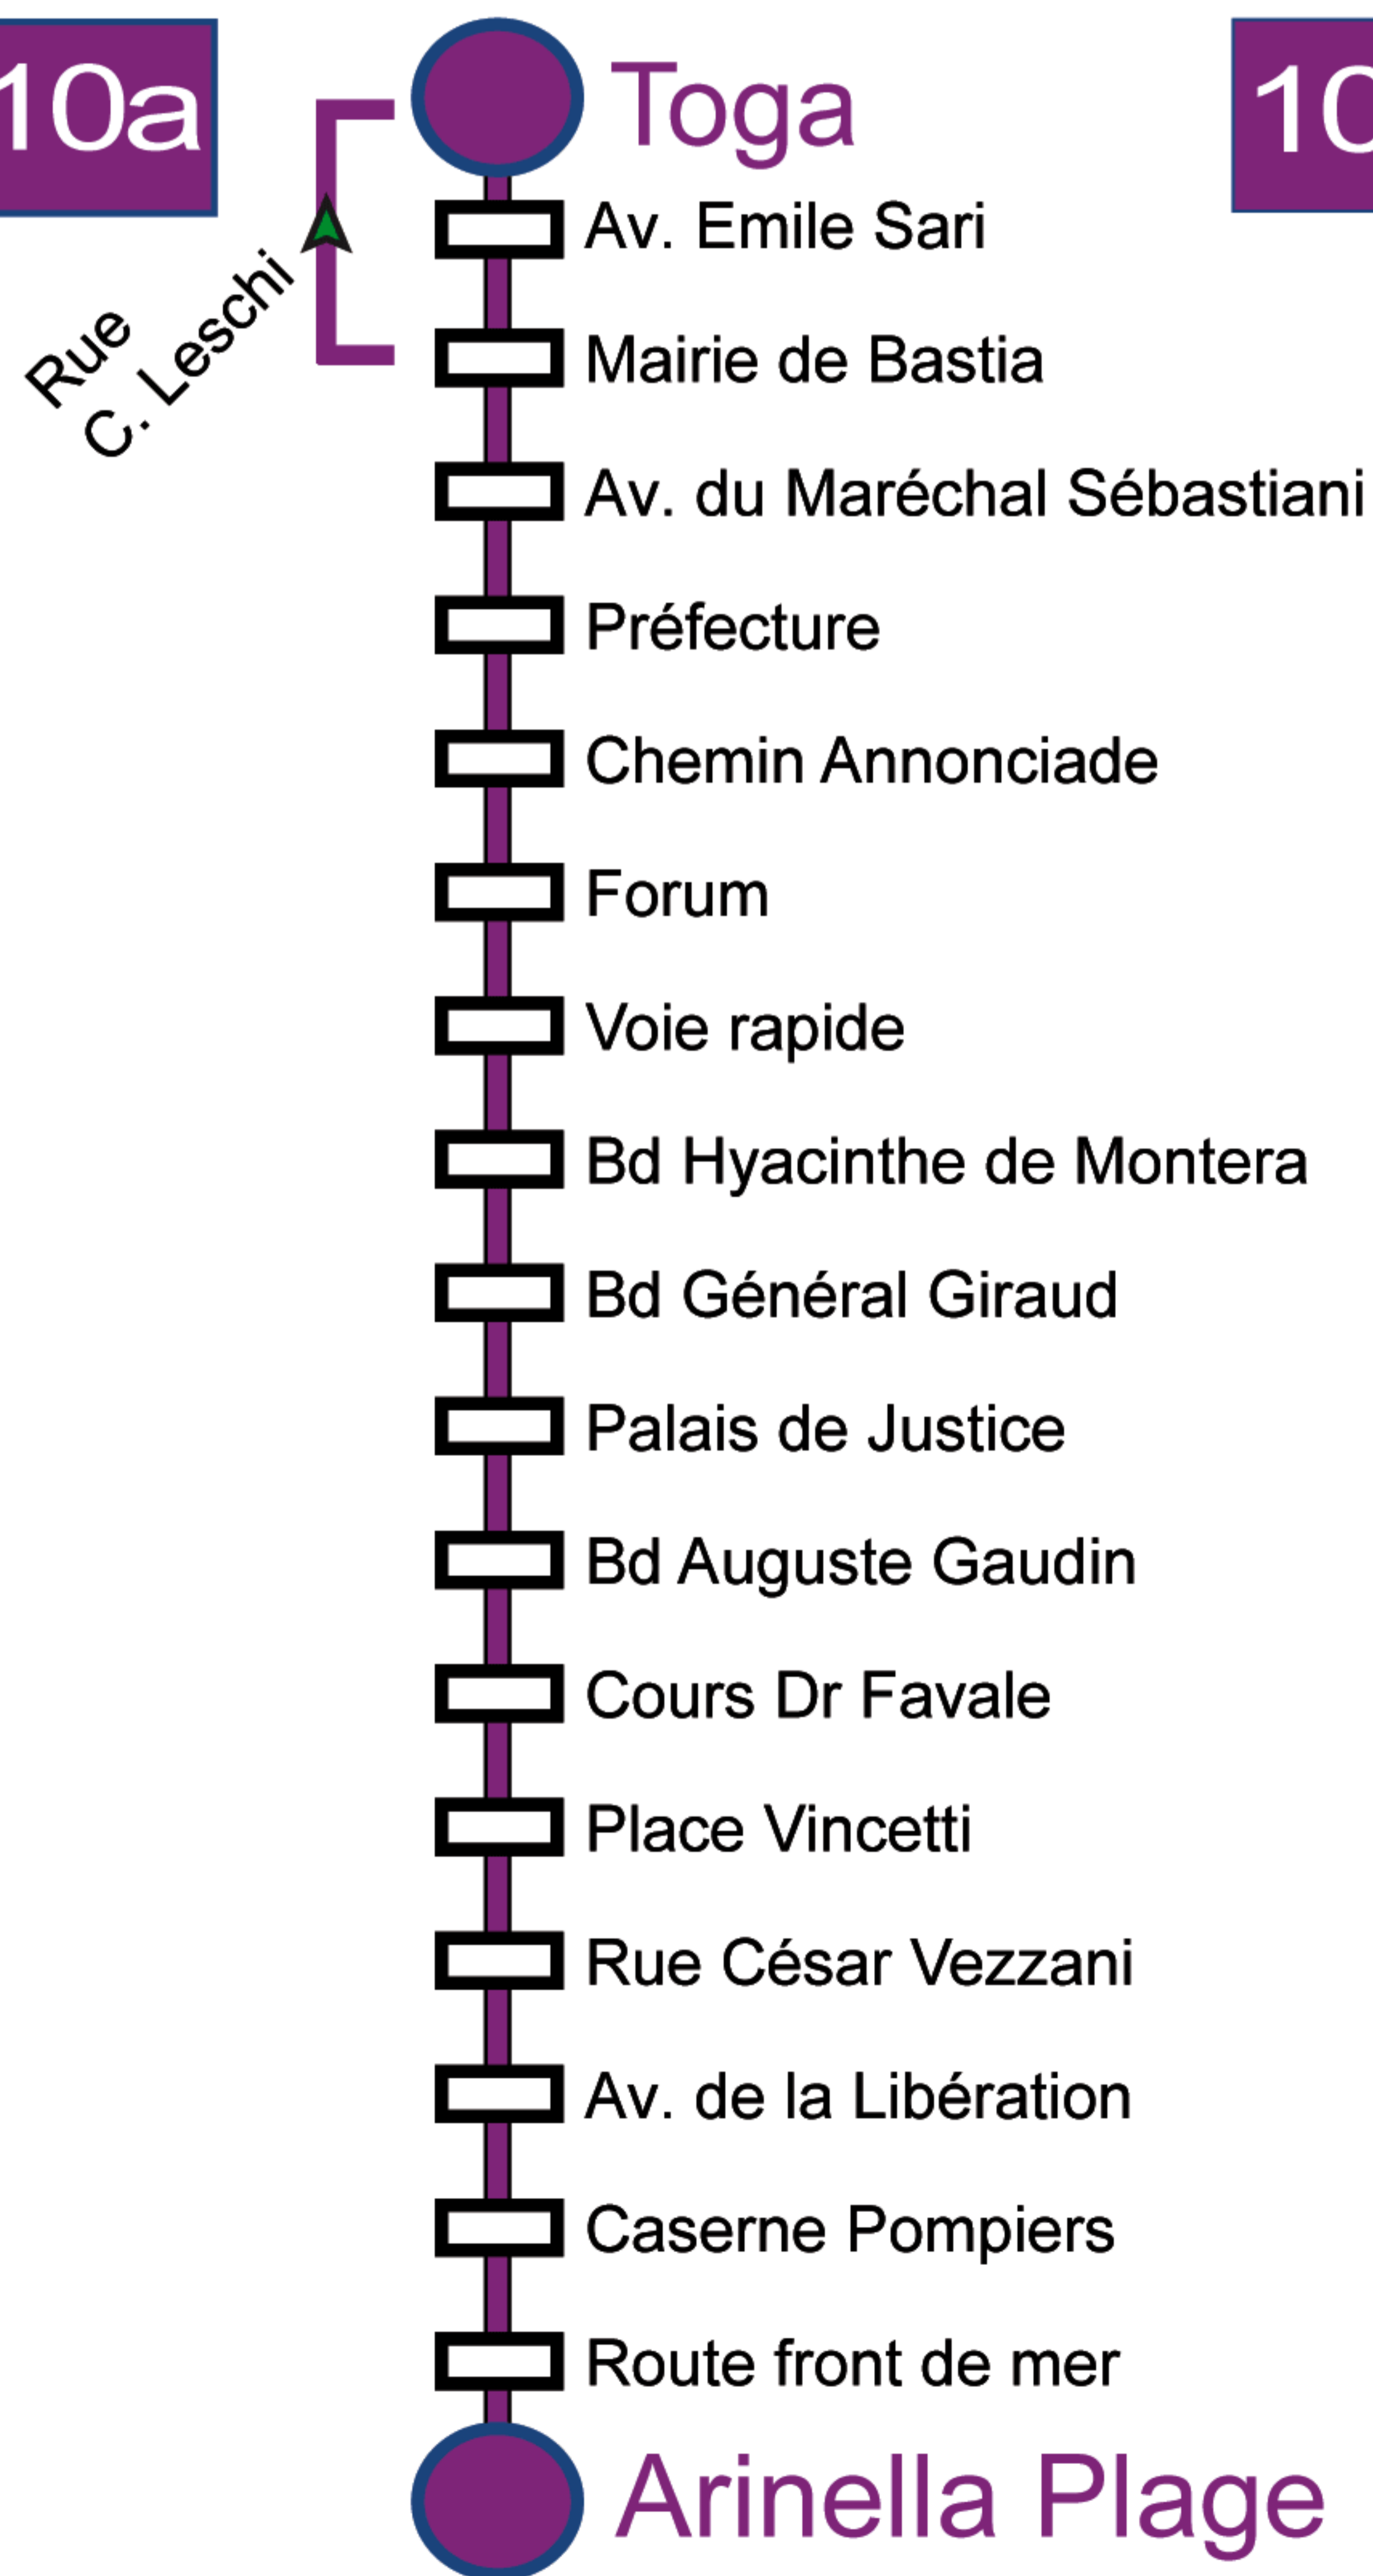 10a
Toga
10
Av. Emile Sari
Rue
C. Leschi
Mairie de Bastia
Av. du Maréchal Sébastiani
Préfecture
Chemin Annonciade
Forum
Voie rapide
Bd Hyacinthe de Montera
Bd Général Giraud
Palais de Justice
Bd Auguste Gaudin
Cours Dr Favale
Place Vincetti
Rue César Vezzani
Av. de la Libération
Caserne Pompiers
Route front de mer
Arinella Plage